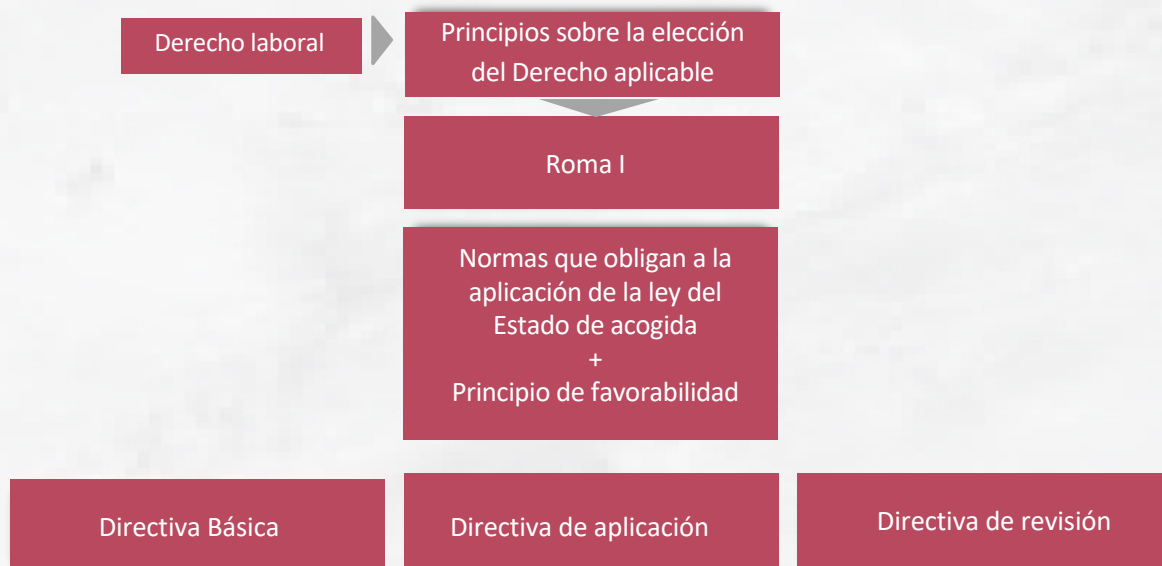 Derecho laboral
Principios sobre la elección
del Derecho aplicable
Roma I
Normas que obligan a la
aplicación de la ley del
Estado de acogida
+
Principio de favorabilidad
Directiva Básica
Directiva de aplicación
Directiva de revisión